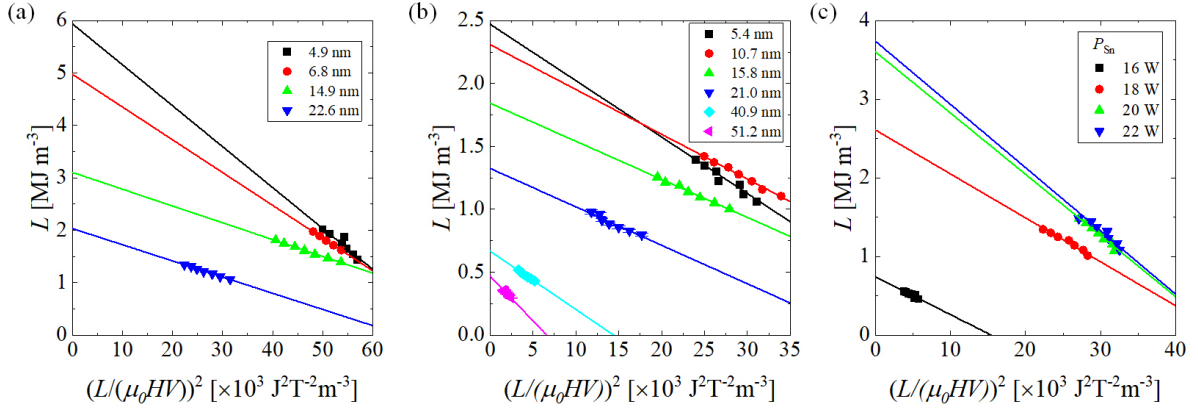 (a)
L [MJ m⁻³]
6
5
4
3
2
1
0
0 10 20 30 40 50 60
(L/(μ₀HV))² [×10³ J²T⁻²m⁻³]
4.9 nm
6.8 nm
14.9 nm
22.6 nm
(b)
L [MJ m⁻³]
2.5
2.0
1.5
1.0
0.5
0.0
0 5 10 15 20 25 30 35
(L/(μ₀HV))² [×10³ J²T⁻²m⁻³]
5.4 nm
10.7 nm
15.8 nm
21.0 nm
40.9 nm
51.2 nm
(c)
L [MJ m⁻³]
4
3
2
1
0
0 10 20 30 40
(L/(μ₀HV))² [×10³ J²T⁻²m⁻³]
P_Sn
16 W
18 W
20 W
22 W